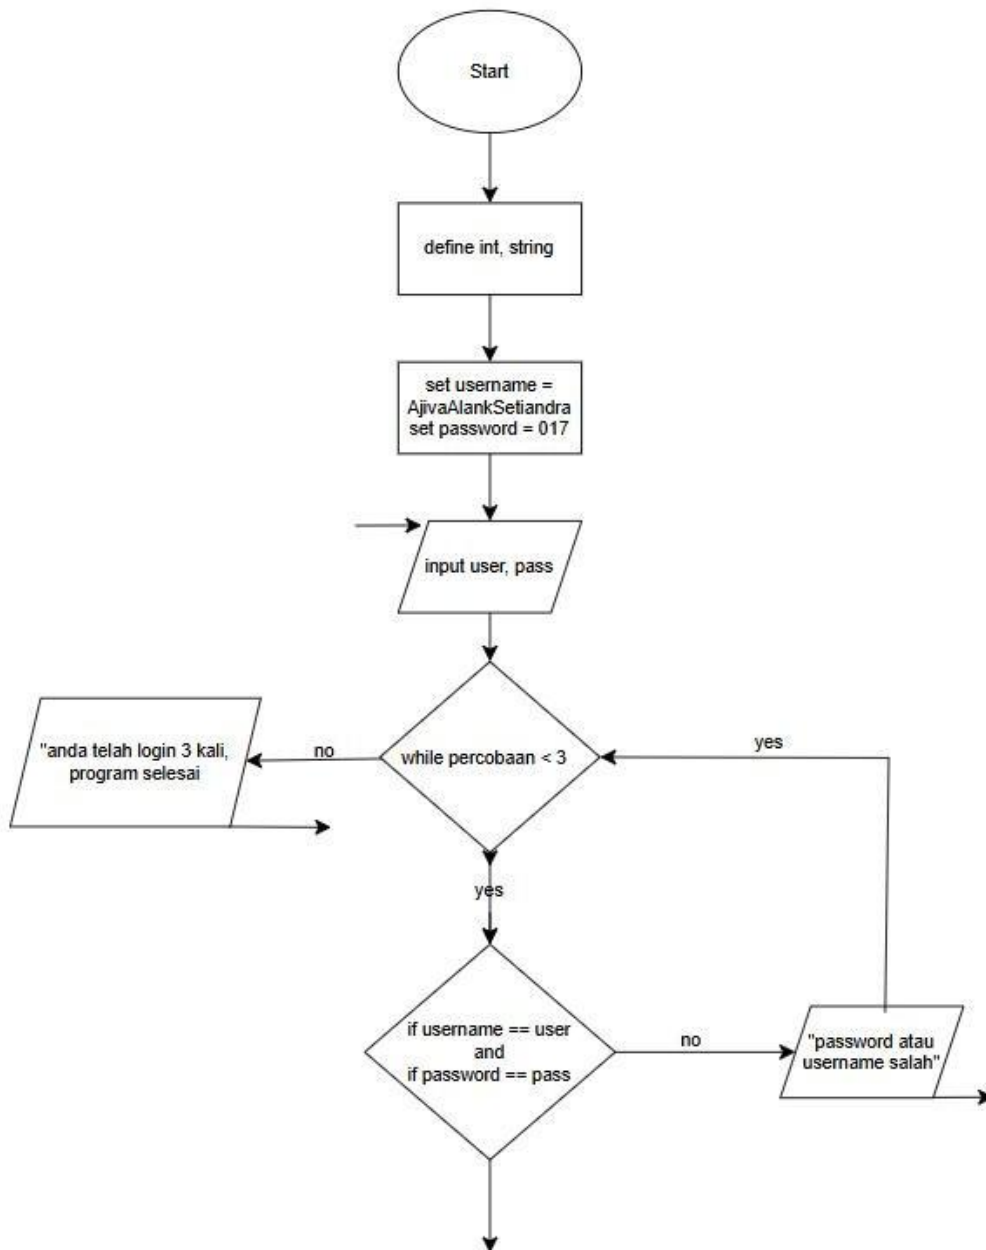 Start
define int, string
set username =
AjivaAlankSetiandra
set password = 017
input user, pass
"anda telah login 3 kali,
program selesai
no
while percobaan < 3
yes
yes
if username == user
and
if password == pass
no
"password atau
username salah"